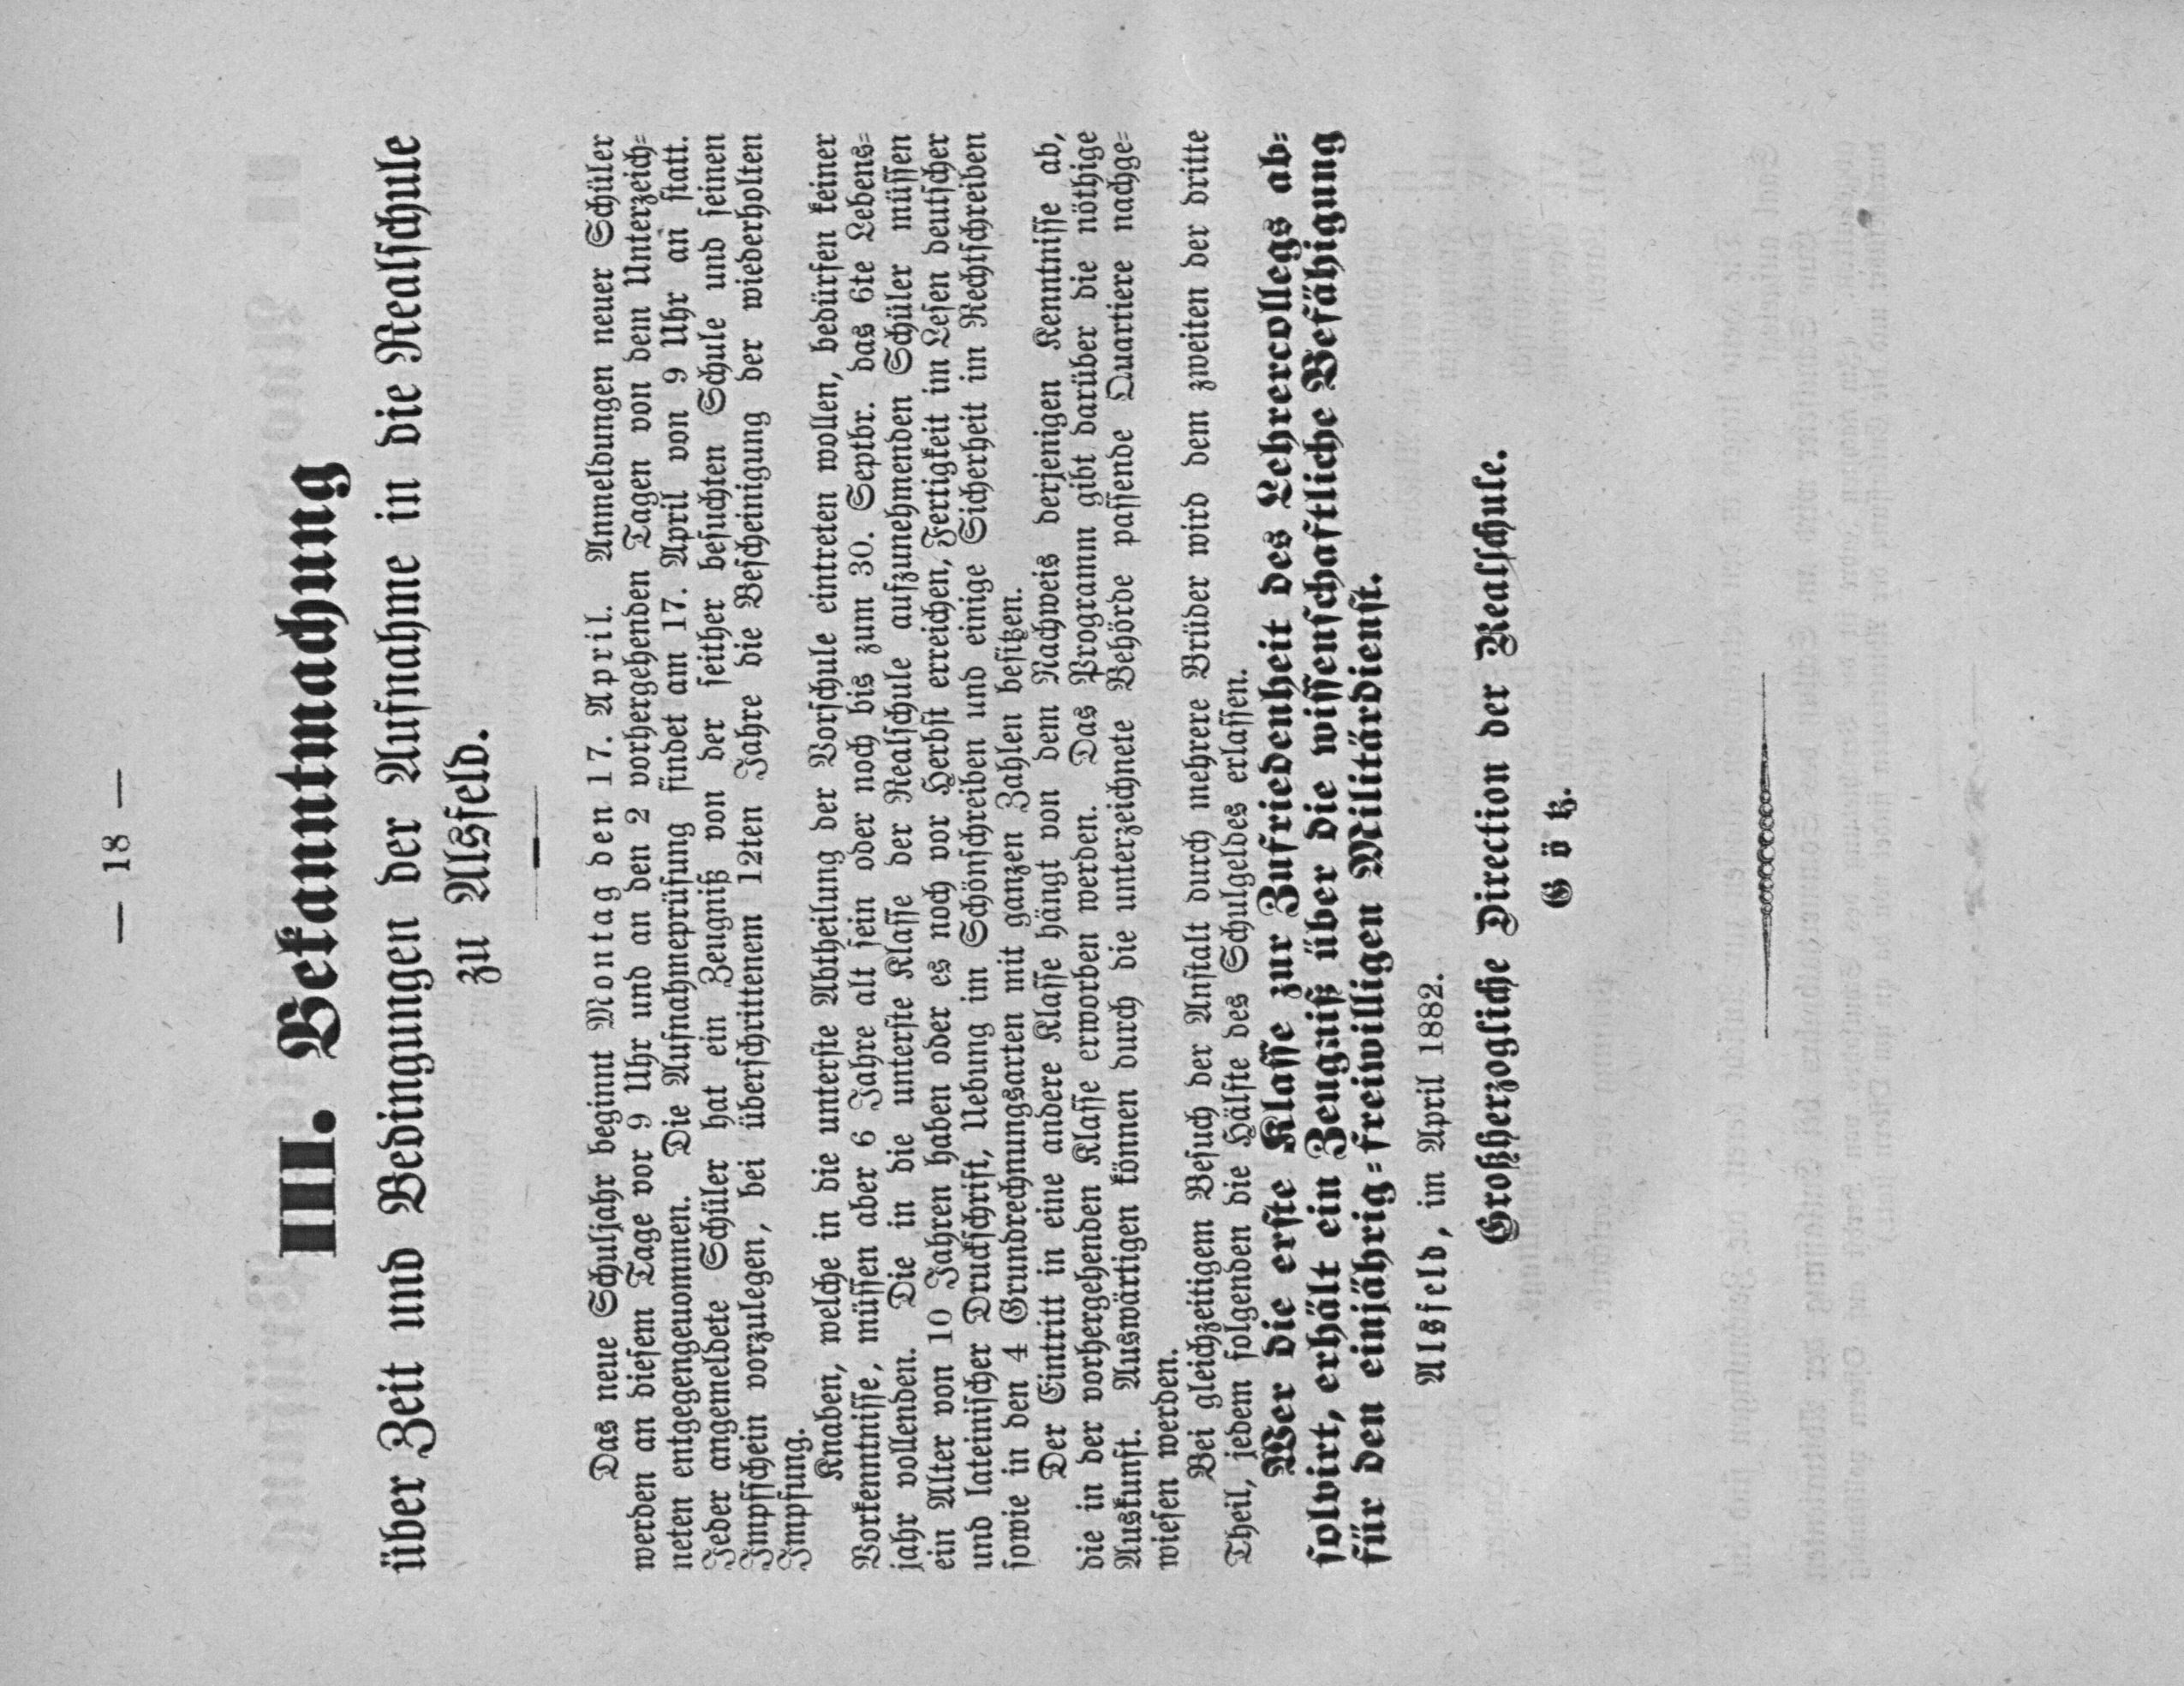 — 18 —
III. Bekanntmachung
über Zeit und Bedingungen der Aufnahme in die Realschule
zu Alsfeld.
Das neue Schuljahr beginnt Montag den 17. April. Anmeldungen neuer Schüler
werden an diesem Tage vor 9 Uhr und an den 2 vorhergehenden Tagen von dem Unterzeich-
neten entgegengenommen. Die Aufnahmeprüfung findet am 17. April von 9 Uhr an statt.
Jeder angemeldete Schüler hat ein Zeugniß von der seither besuchten Schule und seinen
Impfschein vorzulegen, bei überschrittenem 12ten Jahre die Bescheinigung der wiederholten
Impfung.
Knaben, welche in die unterste Abtheilung der Vorschule eintreten wollen, bedürfen keiner
Vorkenntnisse, müssen aber 6 Jahre alt sein oder noch bis zum 30. Septbr. das 6te Lebens-
jahr vollenden. Die in die unterste Klasse der Realschule aufzunehmenden Schüler müssen
ein Alter von 10 Jahren haben oder es noch vor Herbst erreichen, Fertigkeit im Lesen deutscher
und lateinischer Druckschrift, Uebung im Schönschreiben und einige Sicherheit im Rechtschreiben
sowie in den 4 Grundrechnungsarten mit ganzen Zahlen besitzen.
Der Eintritt in eine andere Klasse hängt von dem Nachweis derjenigen Kenntnisse ab,
die in der vorhergehenden Klasse erworben werden. Das Programm gibt darüber die nöthige
Auskunft. Auswärtigen können durch die unterzeichnete Behörde passende Quartiere nachge-
wiesen werden.
Bei gleichzeitigem Besuch der Anstalt durch mehrere Brüder wird dem zweiten der dritte
Theil, jedem folgenden die Hälfte des Schulgeldes erlassen.
Wer die erste Klasse zur Zufriedenheit des Lehrercollegs ab-
solvirt, erhält ein Zeugniß über die wissenschaftliche Befähigung
für den einjährig-freiwilligen Militärdienst.
Alsfeld, im April 1882.
Großherzogliche Direction der Realschule.
Götz.